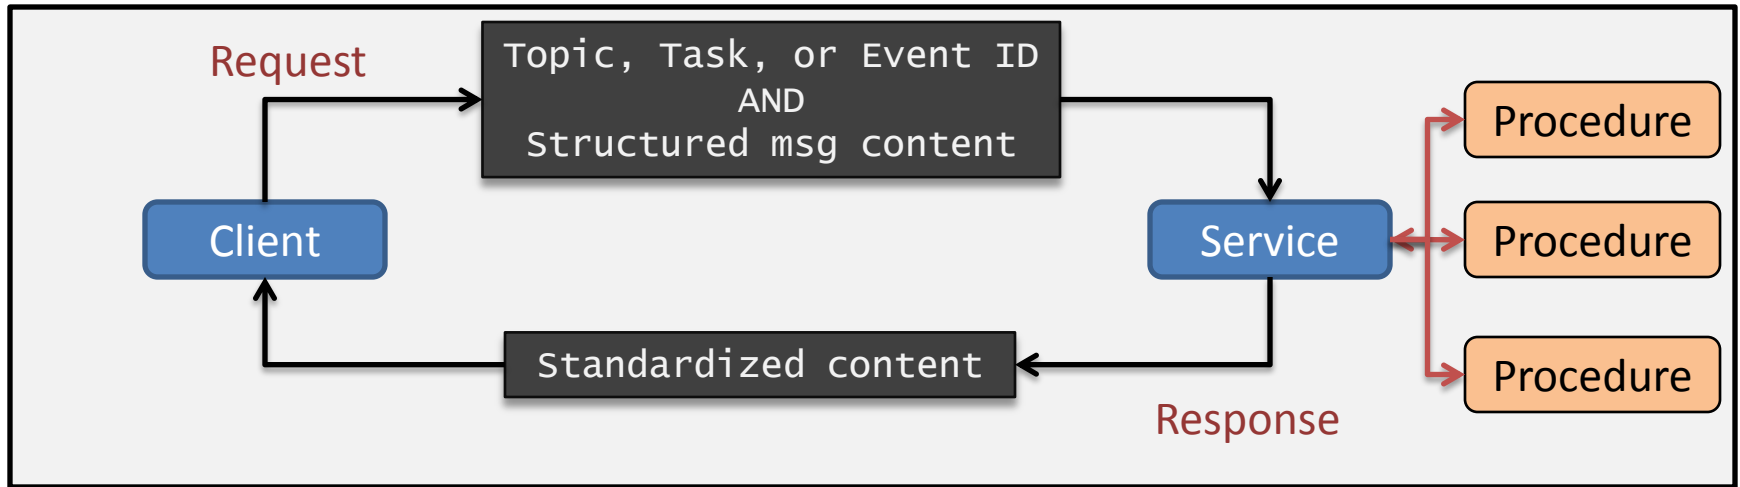 Request
Topic, Task, or Event ID
AND
Structured msg content
Procedure
Client
Service
Procedure
Standardized content
Procedure
Response